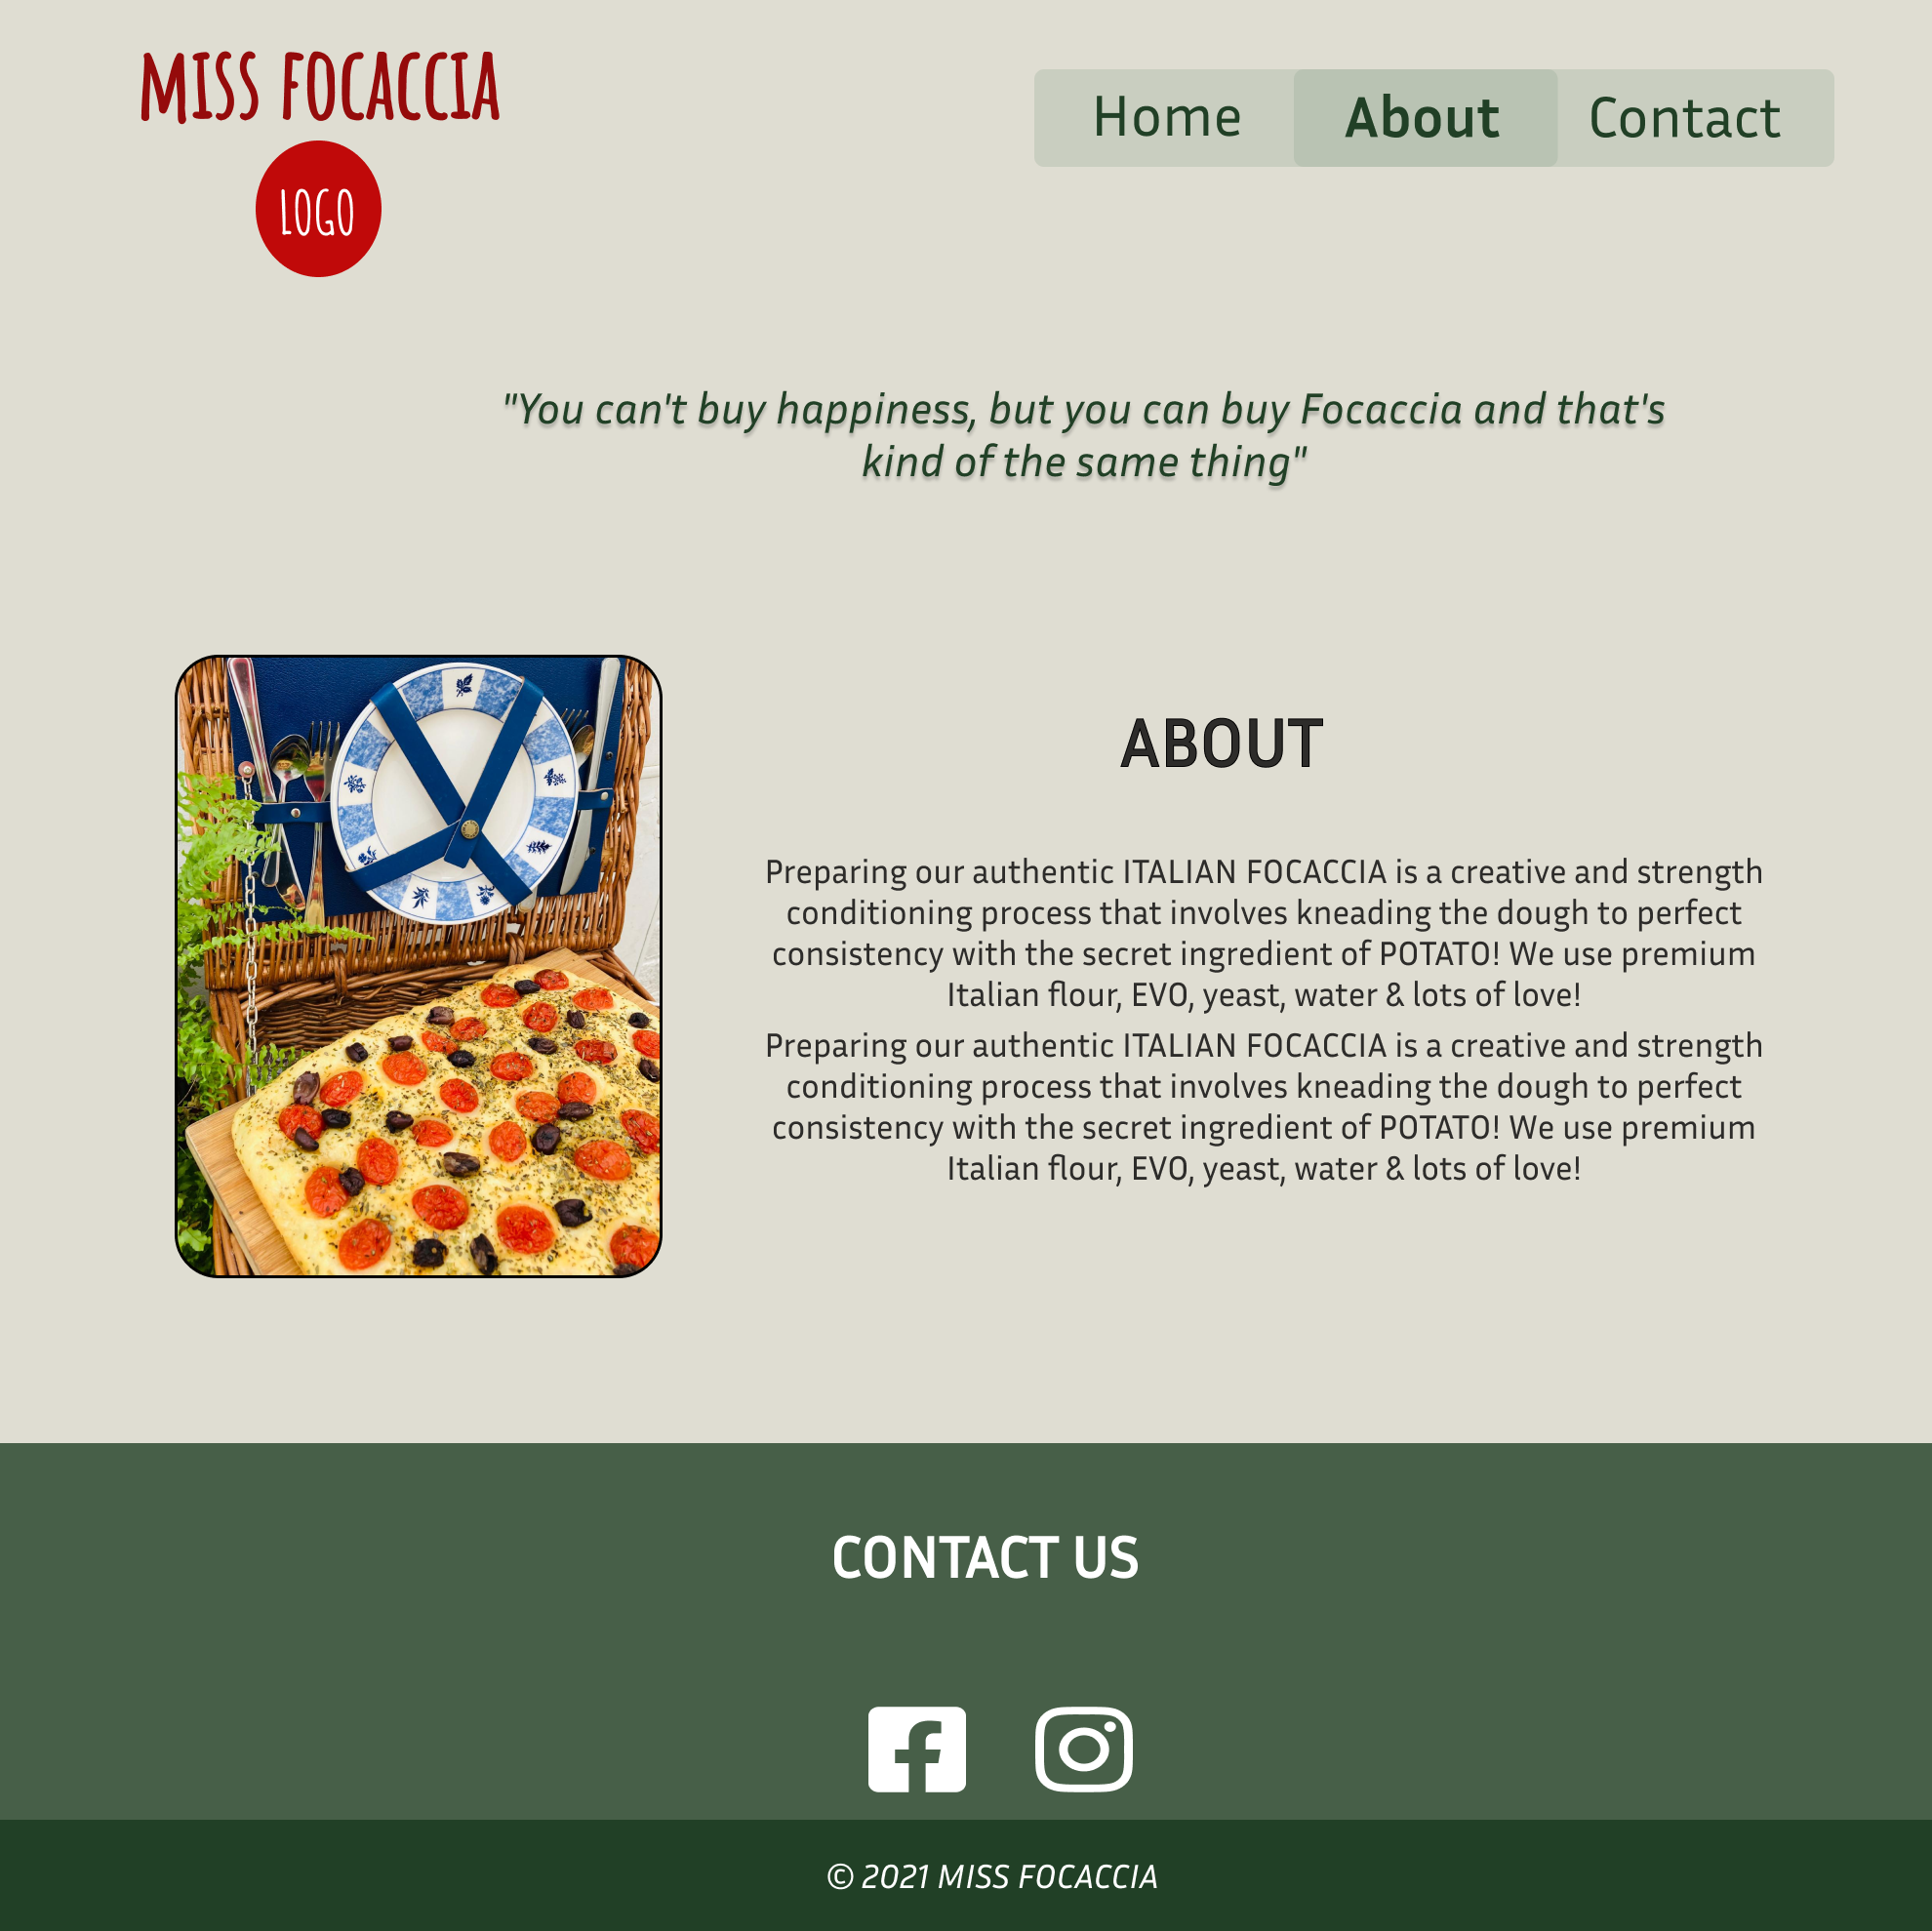 MISS FOCACCIA
LOGO
Home About Contact
"You can't buy happiness, but you can buy Focaccia and that's
kind of the same thing"
ABOUT
Preparing our authentic ITALIAN FOCACCIA is a creative and strength
conditioning process that involves kneading the dough to perfect
consistency with the secret ingredient of POTATO! We use premium
Italian flour, EVO, yeast, water & lots of love!
Preparing our authentic ITALIAN FOCACCIA is a creative and strength
conditioning process that involves kneading the dough to perfect
consistency with the secret ingredient of POTATO! We use premium
Italian flour, EVO, yeast, water & lots of love!
CONTACT US
© 2021 MISS FOCACCIA